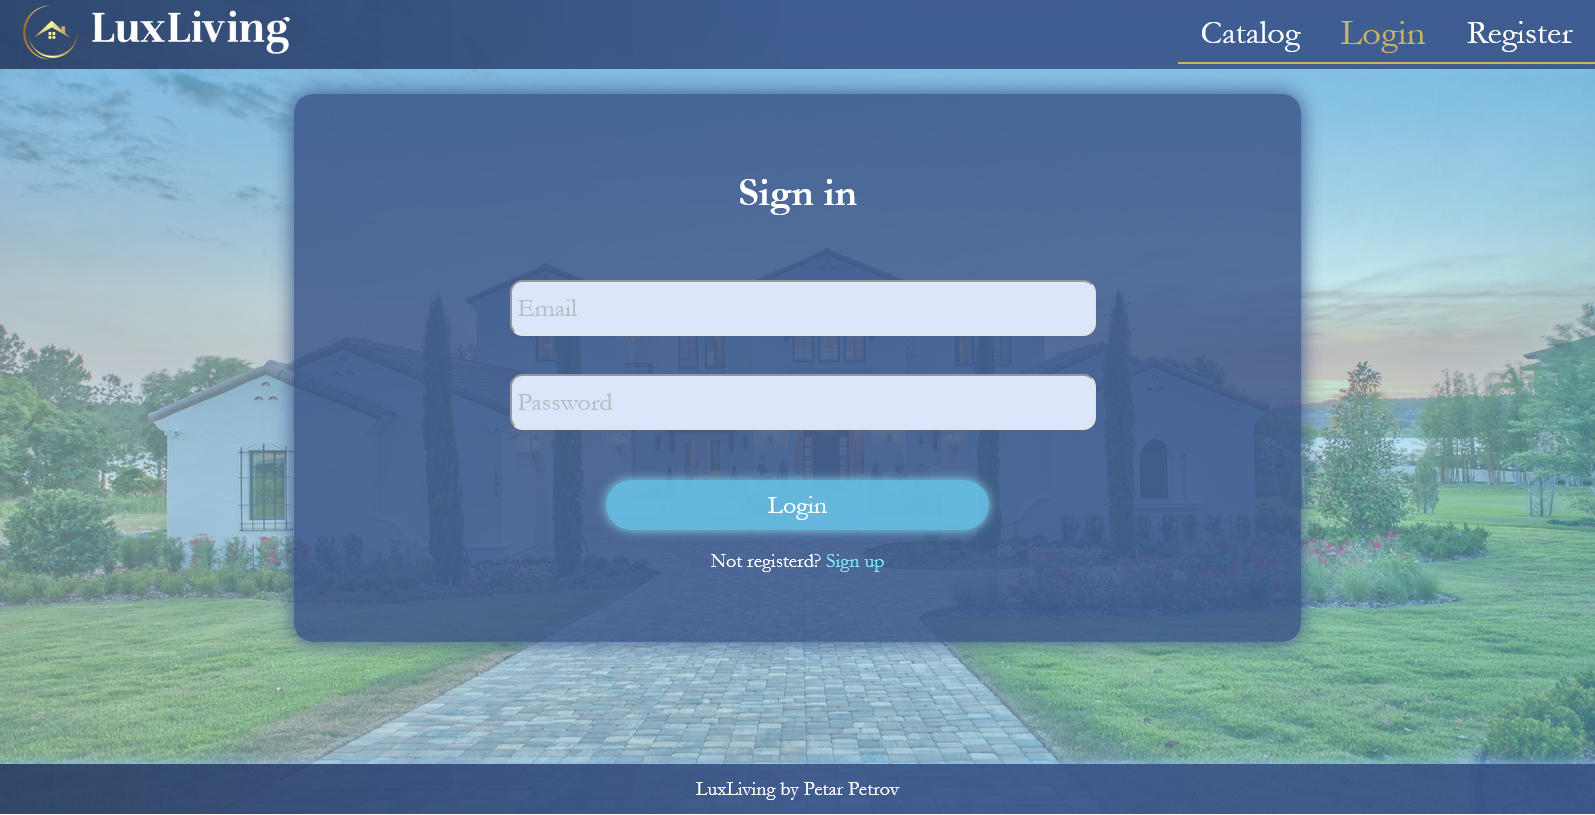 LuxLiving
Catalog Login Register
Sign in
Email
Password
Login
Not registerd? Sign up
LuxLiving by Petar Petrov